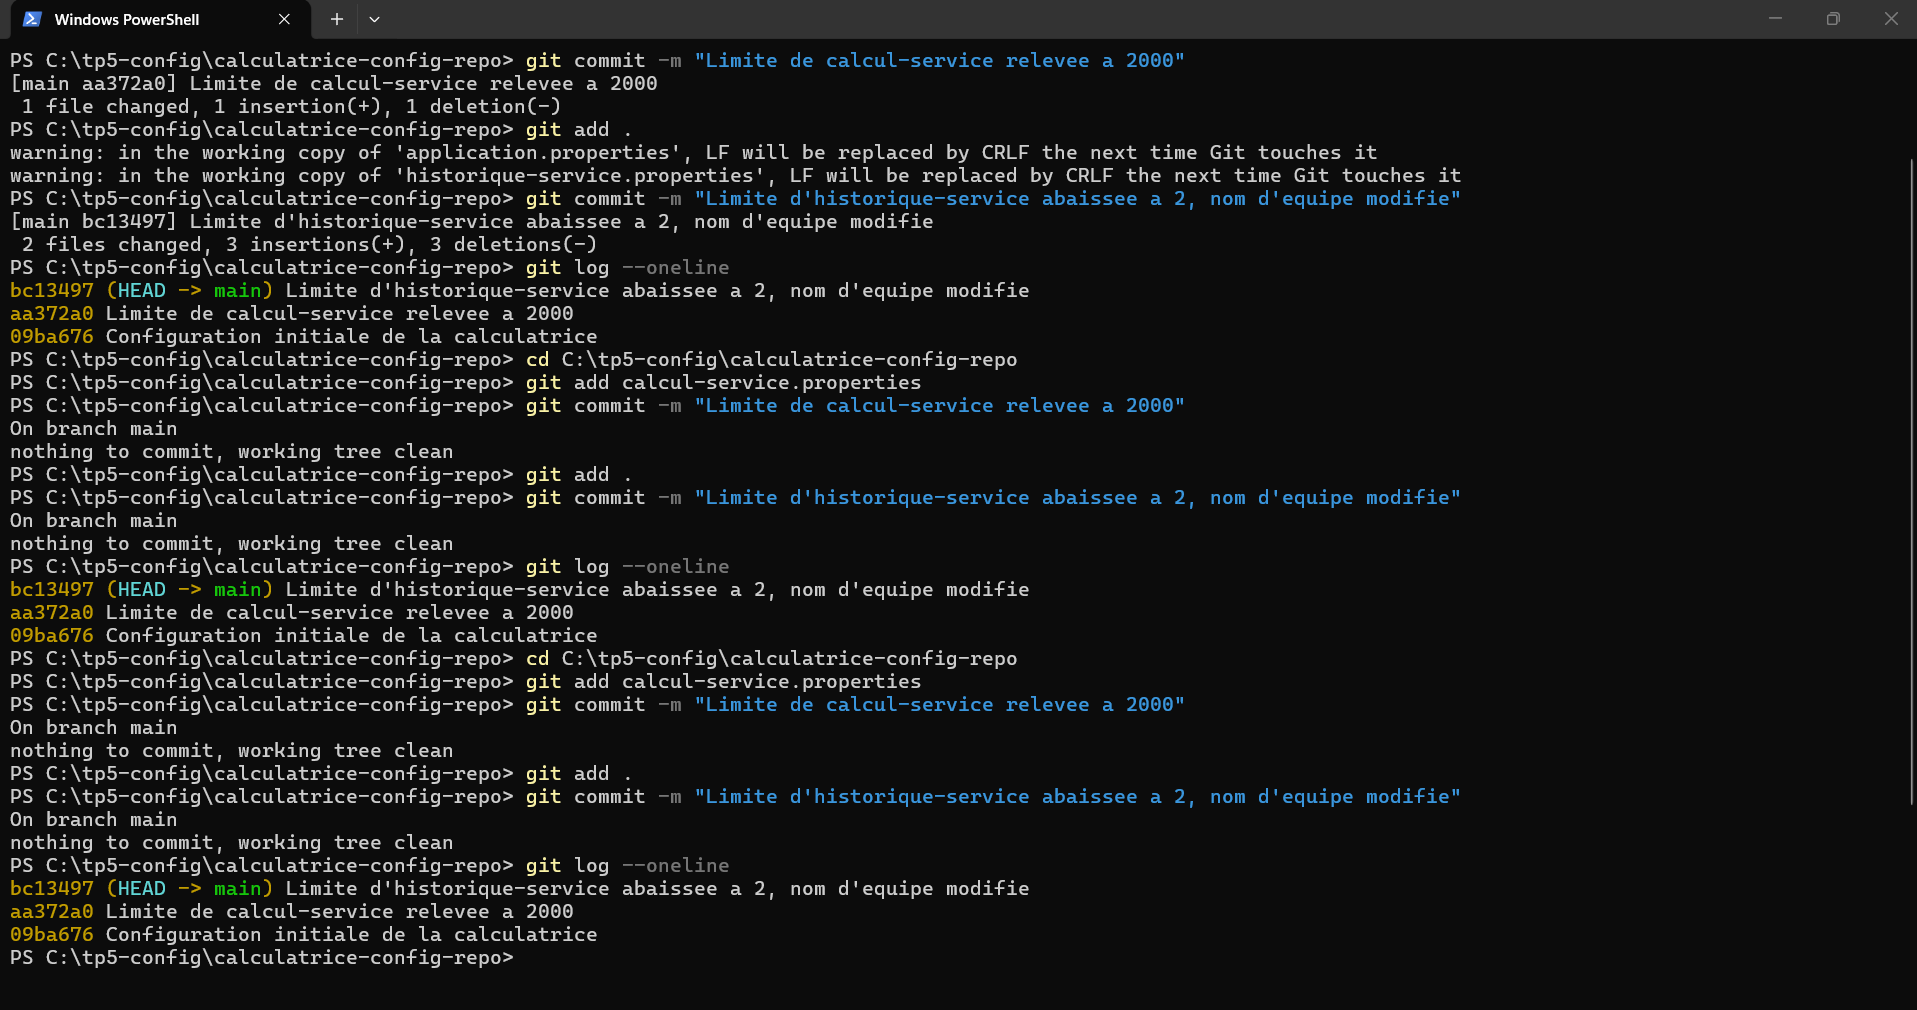 Windows PowerShell
PS C:\tp5-config\calculatrice-config-repo> git commit -m "Limite de calcul-service relevee a 2000"
[main aa372a0] Limite de calcul-service relevee a 2000
 1 file changed, 1 insertion(+), 1 deletion(-)
PS C:\tp5-config\calculatrice-config-repo> git add .
warning: in the working copy of 'application.properties', LF will be replaced by CRLF the next time Git touches it
warning: in the working copy of 'historique-service.properties', LF will be replaced by CRLF the next time Git touches it
PS C:\tp5-config\calculatrice-config-repo> git commit -m "Limite d'historique-service abaissee a 2, nom d'equipe modifie"
[main bc13497] Limite d'historique-service abaissee a 2, nom d'equipe modifie
 2 files changed, 3 insertions(+), 3 deletions(-)
PS C:\tp5-config\calculatrice-config-repo> git log --oneline
bc13497 (HEAD -> main) Limite d'historique-service abaissee a 2, nom d'equipe modifie
aa372a0 Limite de calcul-service relevee a 2000
09ba676 Configuration initiale de la calculatrice
PS C:\tp5-config\calculatrice-config-repo> cd C:\tp5-config\calculatrice-config-repo
PS C:\tp5-config\calculatrice-config-repo> git add calcul-service.properties
PS C:\tp5-config\calculatrice-config-repo> git commit -m "Limite de calcul-service relevee a 2000"
On branch main
nothing to commit, working tree clean
PS C:\tp5-config\calculatrice-config-repo> git add .
PS C:\tp5-config\calculatrice-config-repo> git commit -m "Limite d'historique-service abaissee a 2, nom d'equipe modifie"
On branch main
nothing to commit, working tree clean
PS C:\tp5-config\calculatrice-config-repo> git log --oneline
bc13497 (HEAD -> main) Limite d'historique-service abaissee a 2, nom d'equipe modifie
aa372a0 Limite de calcul-service relevee a 2000
09ba676 Configuration initiale de la calculatrice
PS C:\tp5-config\calculatrice-config-repo> cd C:\tp5-config\calculatrice-config-repo
PS C:\tp5-config\calculatrice-config-repo> git add calcul-service.properties
PS C:\tp5-config\calculatrice-config-repo> git commit -m "Limite de calcul-service relevee a 2000"
On branch main
nothing to commit, working tree clean
PS C:\tp5-config\calculatrice-config-repo> git add .
PS C:\tp5-config\calculatrice-config-repo> git commit -m "Limite d'historique-service abaissee a 2, nom d'equipe modifie"
On branch main
nothing to commit, working tree clean
PS C:\tp5-config\calculatrice-config-repo> git log --oneline
bc13497 (HEAD -> main) Limite d'historique-service abaissee a 2, nom d'equipe modifie
aa372a0 Limite de calcul-service relevee a 2000
09ba676 Configuration initiale de la calculatrice
PS C:\tp5-config\calculatrice-config-repo>